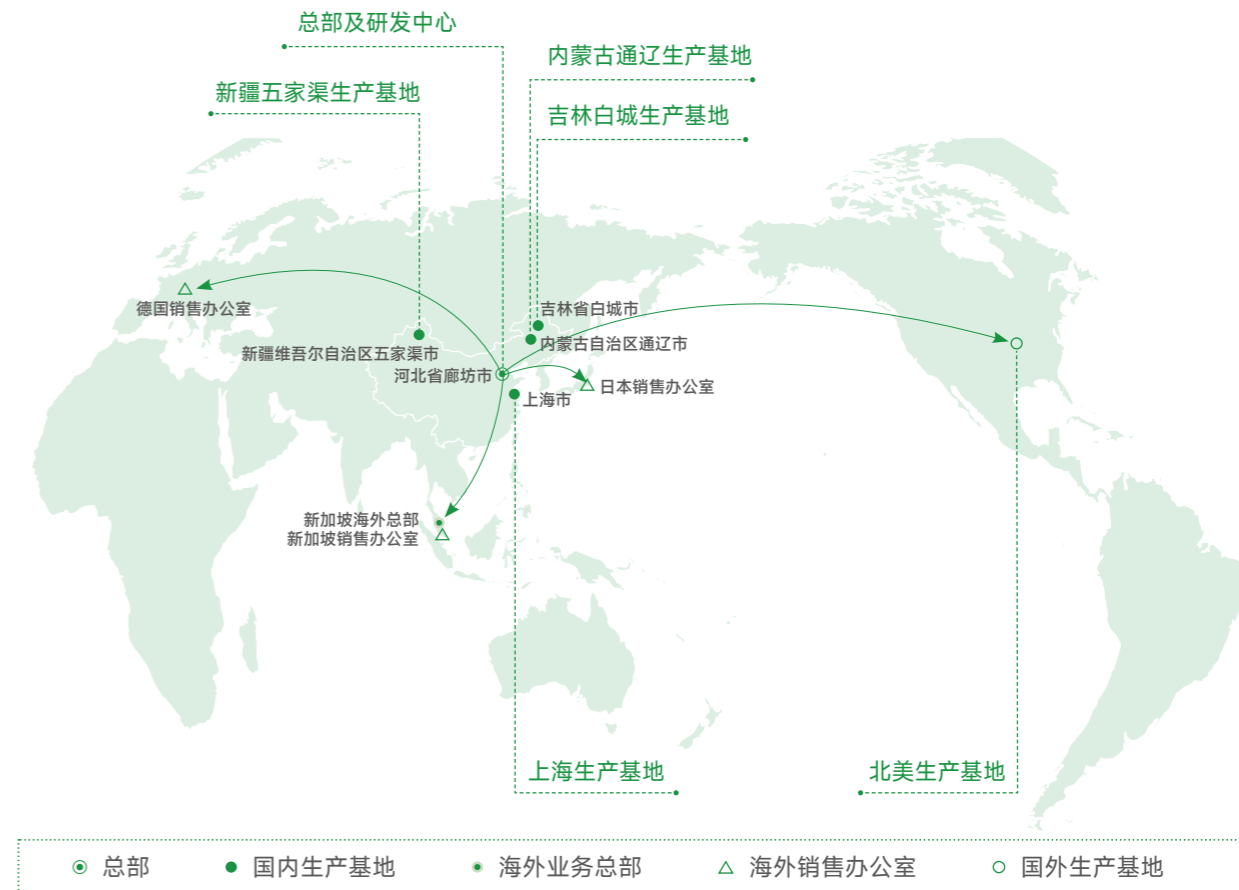 总部及研发中心
内蒙古通辽生产基地
新疆五家渠生产基地
吉林白城生产基地
德国销售办公室
吉林省白城市
内蒙古自治区通辽市
新疆维吾尔自治区五家渠市
河北省廊坊市
日本销售办公室
上海市
新加坡海外总部
新加坡销售办公室
上海生产基地
北美生产基地
总部
国内生产基地
海外业务总部
海外销售办公室
国外生产基地